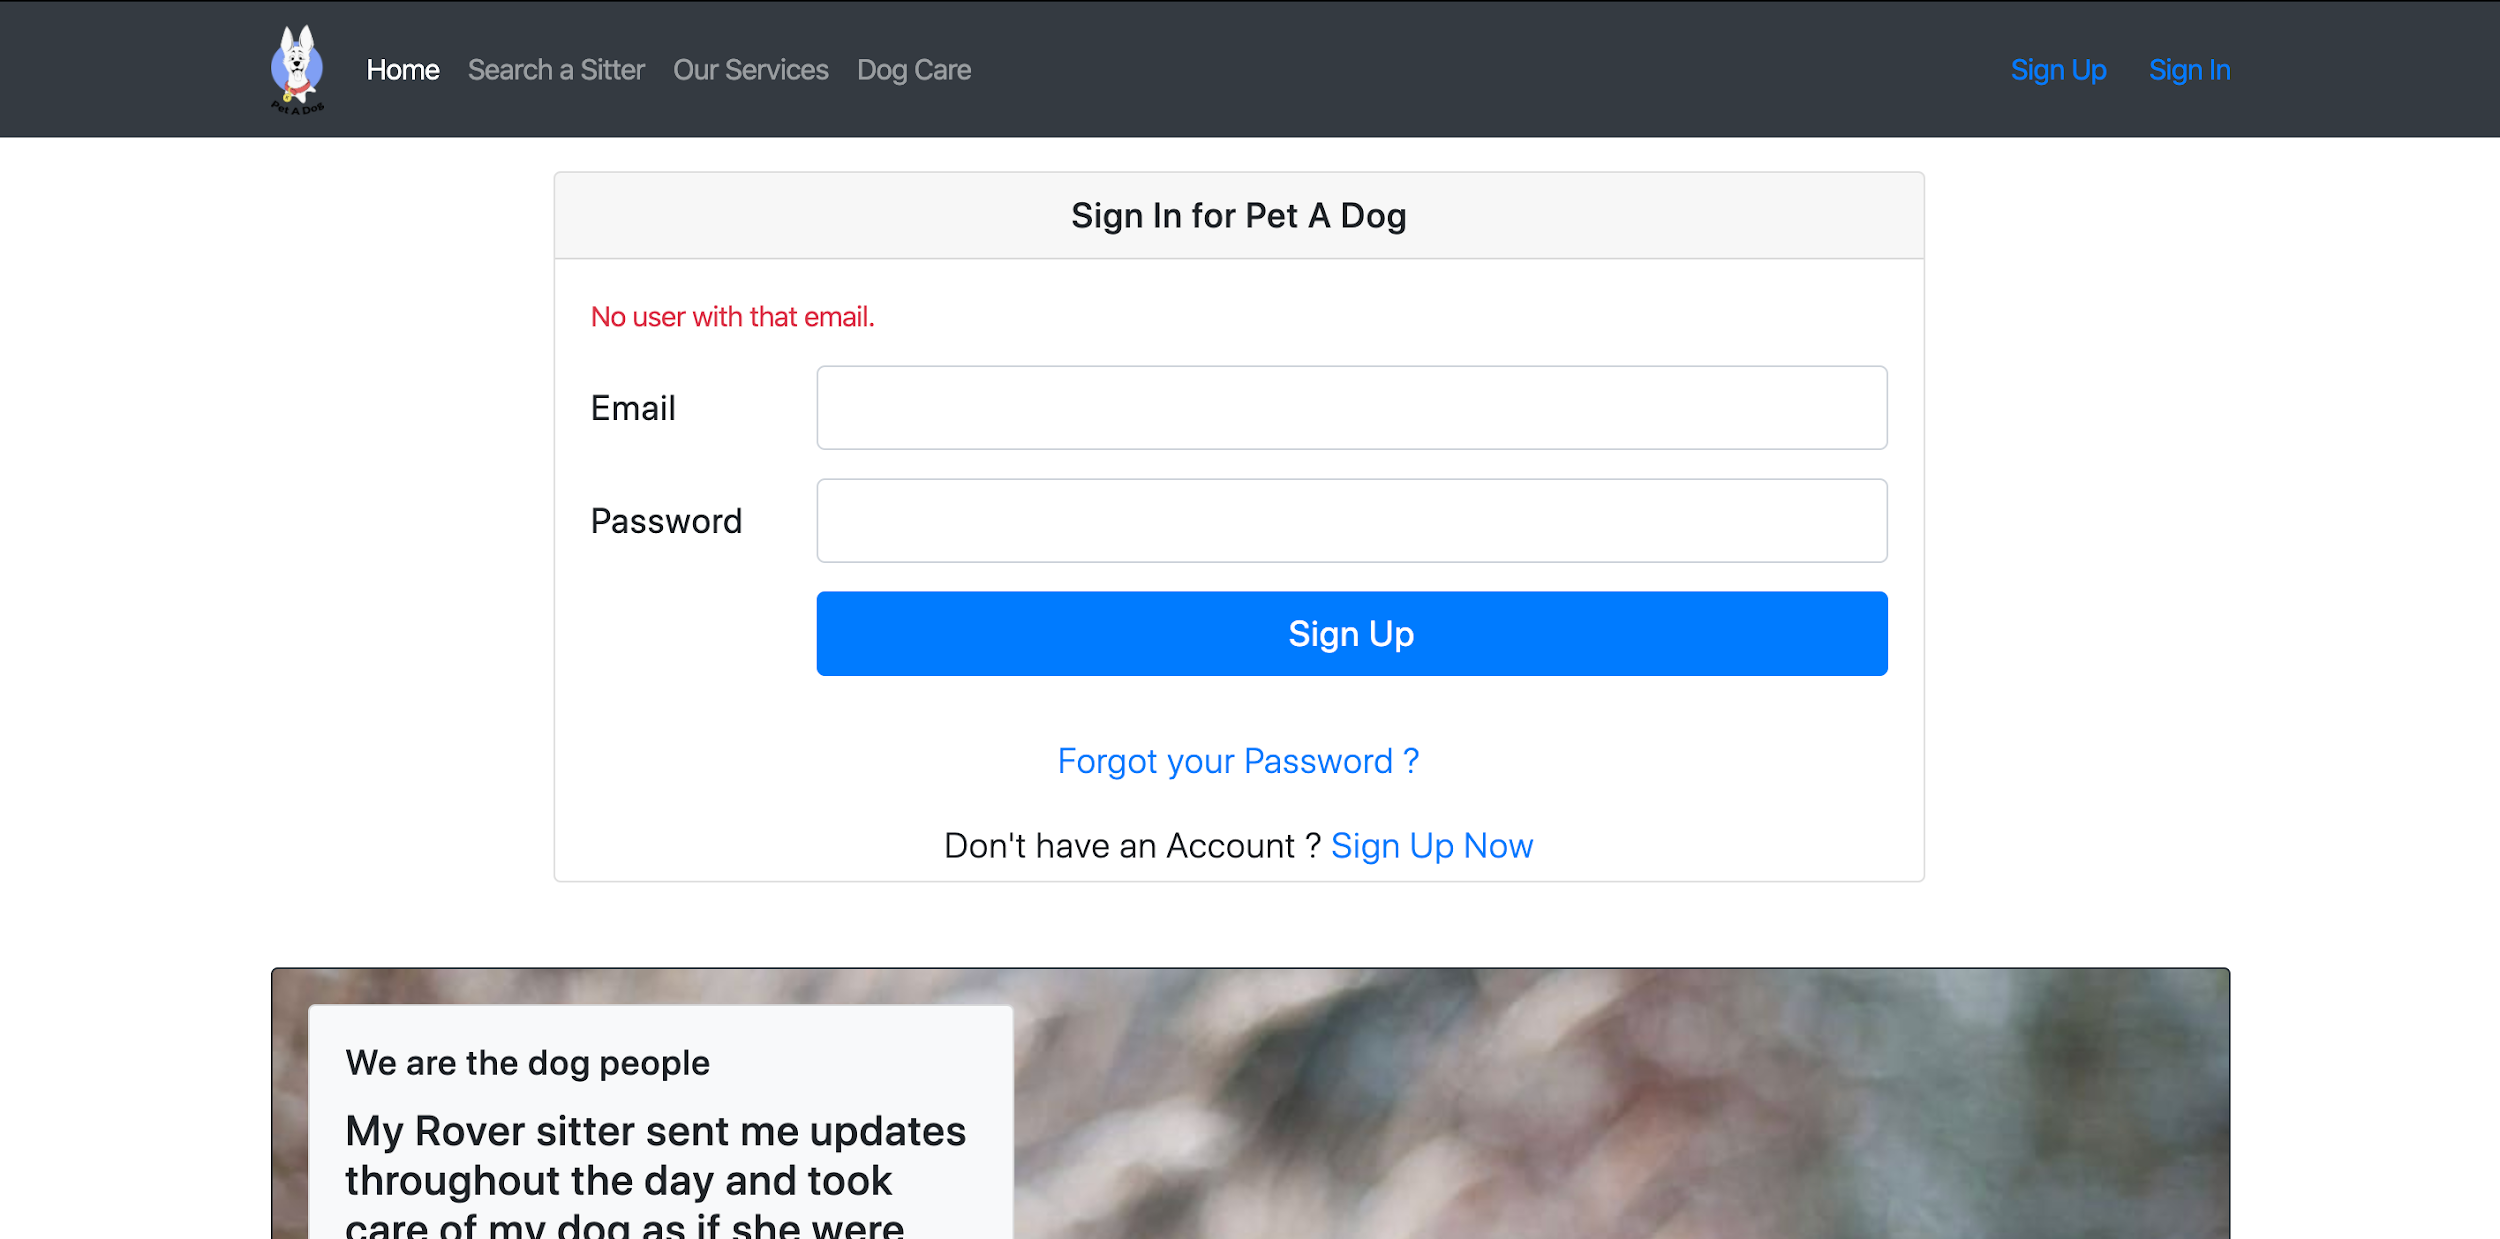 Pet A Dog
Home Search a Sitter Our Services Dog Care Sign Up Sign In
Sign In for Pet A Dog
No user with that email.
Email
Password
Sign Up
Forgot your Password ?
Don't have an Account ? Sign Up Now
We are the dog people
My Rover sitter sent me updates
throughout the day and took
care of my dog as if she were